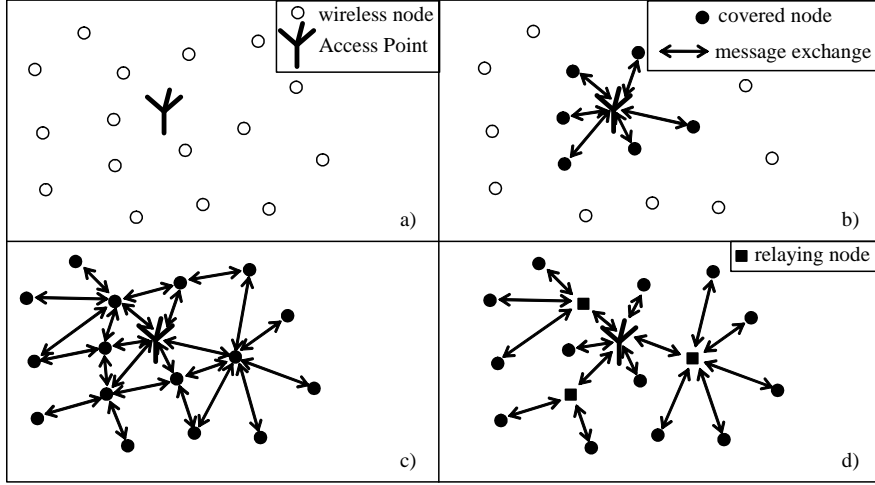 wireless node
Access Point
a)
covered node
message exchange
b)
c)
relaying node
d)